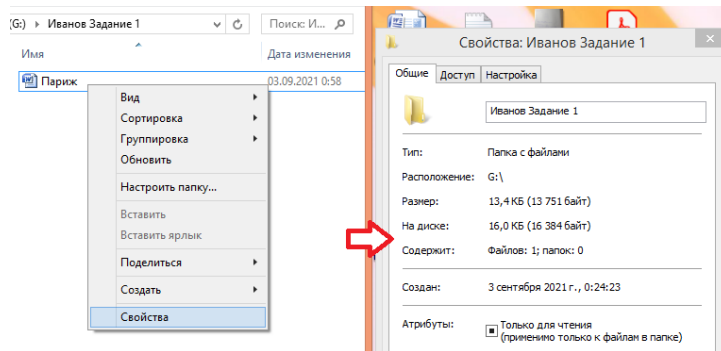 (G:) › Иванов Задание 1
Поиск: И...
Имя
Дата изменения
Париж
03.09.2021 0:58
Вид
Сортировка
Группировка
Обновить
Настроить папку...
Вставить
Вставить ярлык
Поделиться
Создать
Свойства
Свойства: Иванов Задание 1
Общие Доступ Настройка
Иванов Задание 1
Тип: Папка с файлами
Расположение: G:\
Размер: 13,4 КБ (13 751 байт)
На диске: 16,0 КБ (16 384 байт)
Содержит: Файлов: 1; папок: 0
Создан: 3 сентября 2021 г., 0:24:23
Атрибуты: Только для чтения
(применимо только к файлам в папке)